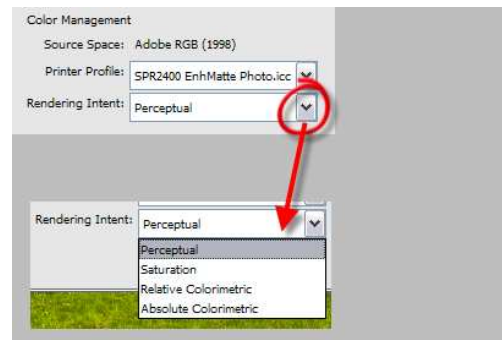 Color Management
Source Space: Adobe RGB (1998)
Printer Profile: SPR2400 EnhMatte Photo.icc
Rendering Intent: Perceptual
Rendering Intent: Perceptual
Perceptual
Saturation
Relative Colorimetric
Absolute Colorimetric